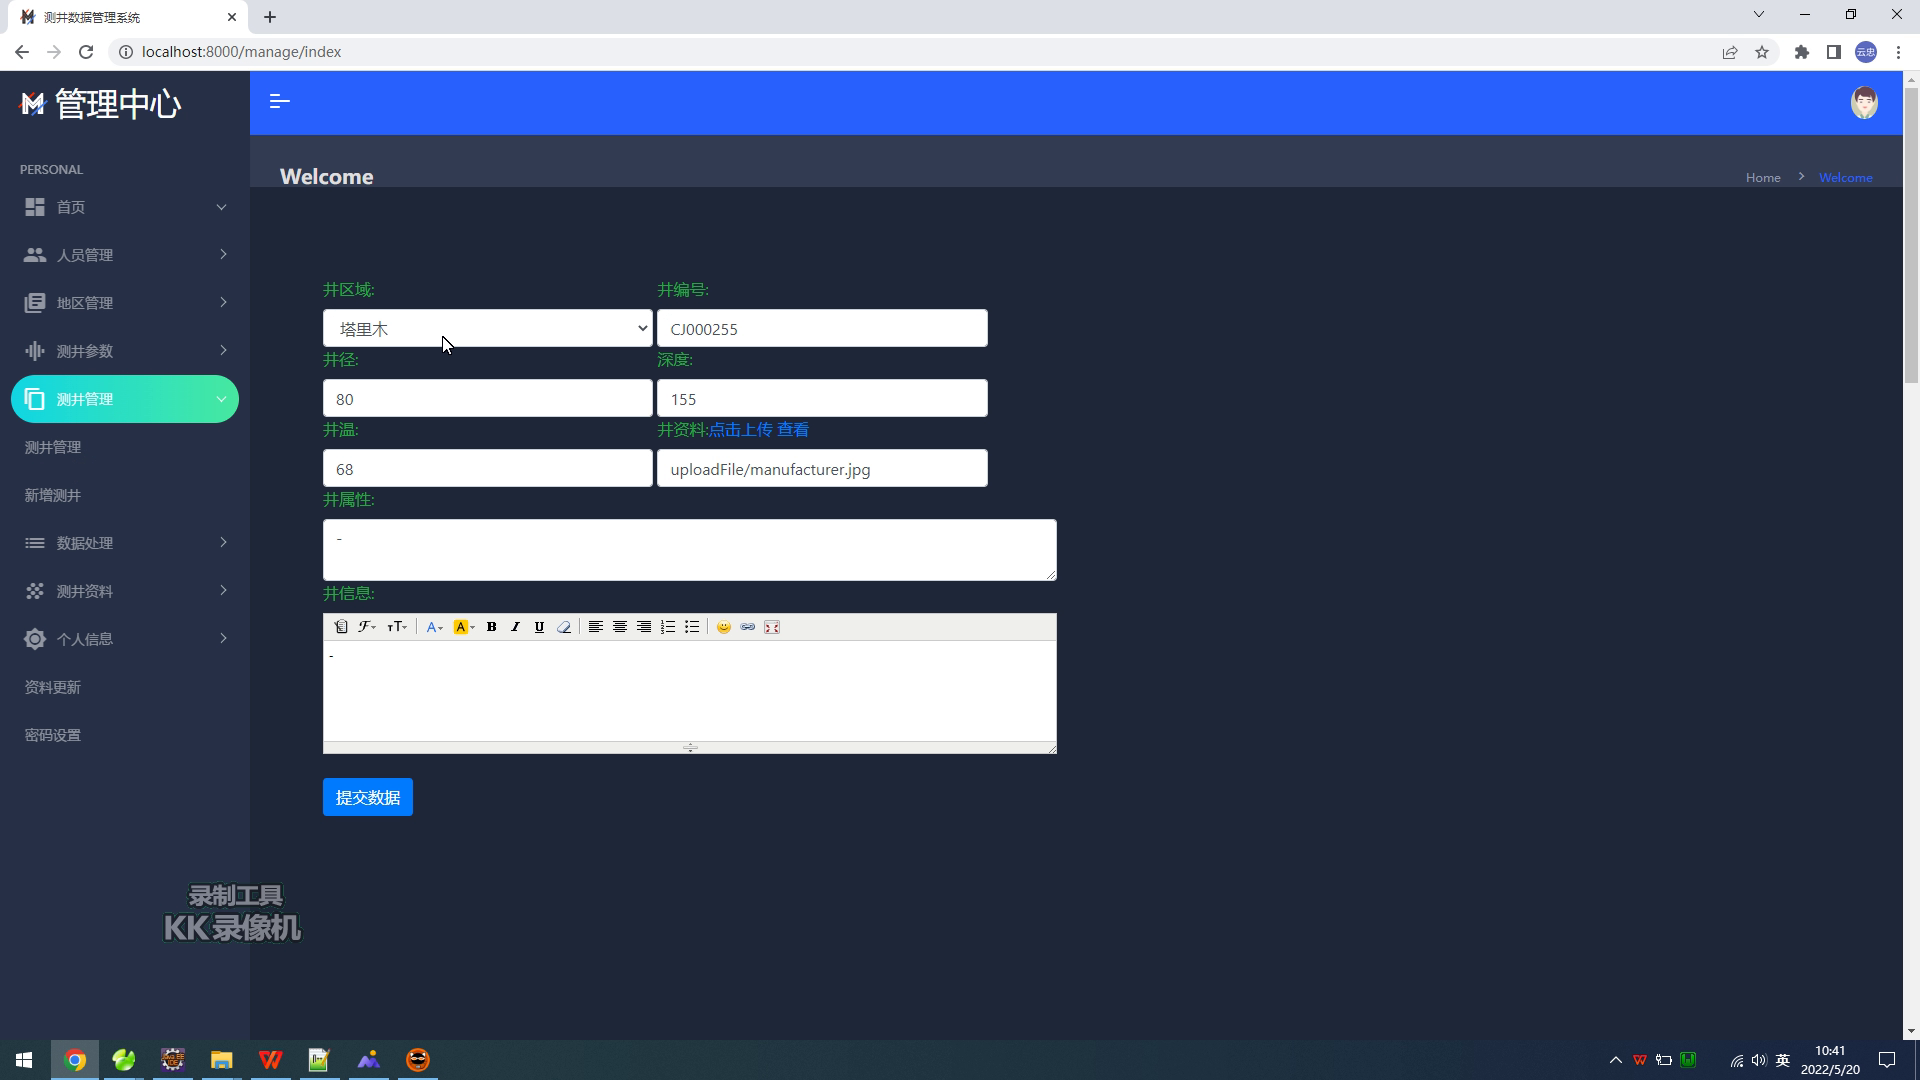 测井数据管理系统
localhost:8000/manage/index
云忠
管理中心
Welcome
Home
Welcome
PERSONAL
首页
人员管理
地区管理
测井参数
测井管理
测井管理
新增测井
数据处理
测井资料
个人信息
资料更新
密码设置
井区域: 井编号:
塔里木 CJ000255
井径: 深度:
80 155
井温: 井资料:点击上传 查看
68 uploadFile/manufacturer.jpg
井属性:
-
井信息:
-
提交数据
录制工具
KK 录像机
英
10:41
2022/5/20